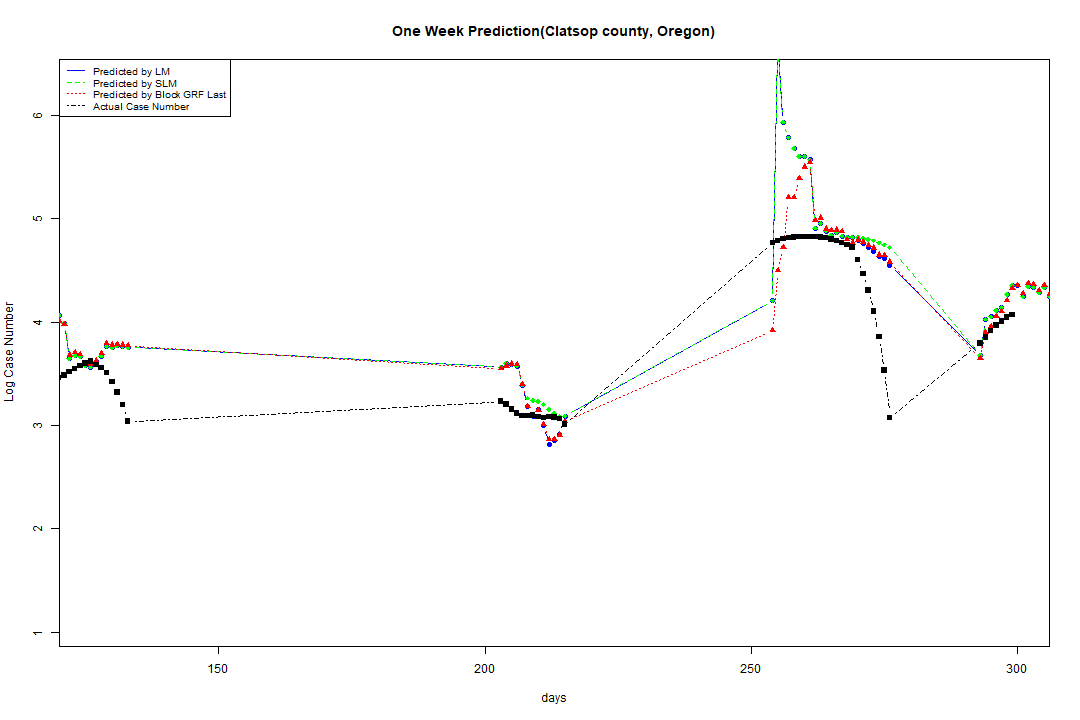 One Week Prediction(Clatsop county, Oregon)
Predicted by LM
Predicted by SLM
Predicted by Block GRF Last
Actual Case Number
Log Case Number
6
5
4
3
2
1
150 200 250 300
days